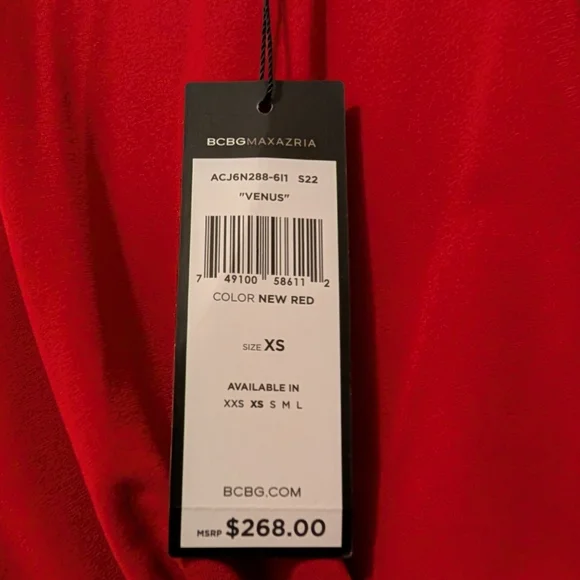 BCBGMAXAZRIA
ACJ6N288-6I1 S22
"VENUS"
7 49100 58611 2
COLOR NEW RED
SIZE XS
AVAILABLE IN
XXS XS S M L
BCBG.COM
MSRP $268.00